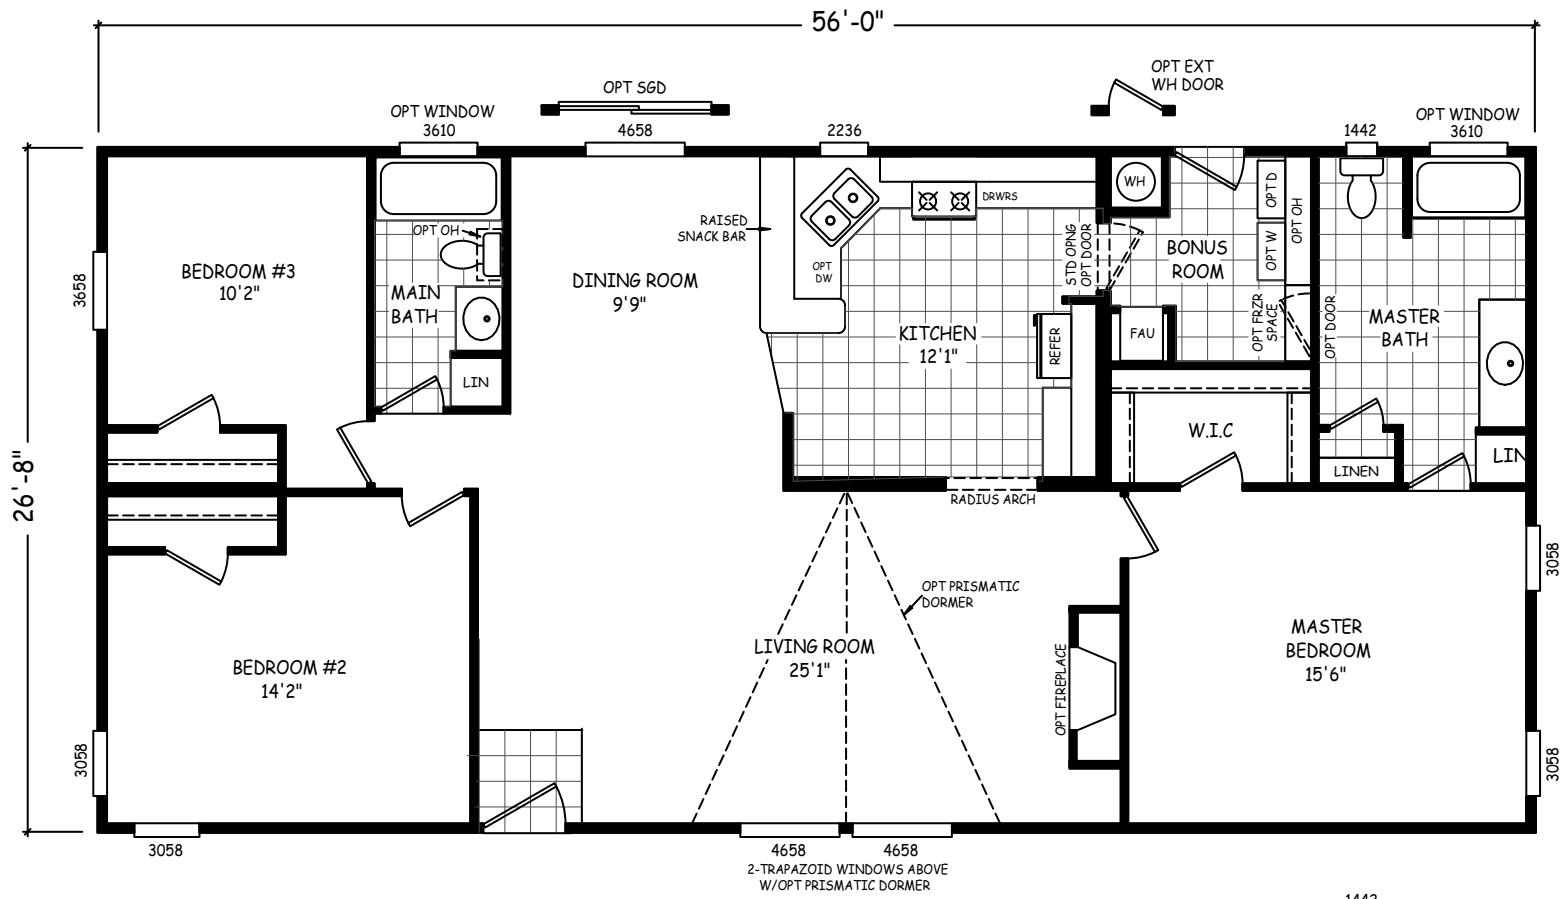 56'-0"
OPT EXT
WH DOOR
OPT SGD
OPT WINDOW
3610
4658
2236
1442
OPT WINDOW
3610
WH
DRWRS
OPT D
OPT OH
RAISED
SNACK BAR
OPT OH
STD OPNG
OPT DOOR
BONUS
ROOM
OPT W
BEDROOM #3
10'2"
3658
MAIN
BATH
DINING ROOM
9'9"
OPT
DW
KITCHEN
12'1"
REFER
FAU
OPT FRZR
SPACE
OPT DOOR
MASTER
BATH
LIN
W.I.C
LINEN
LIN
26'-8"
RADIUS ARCH
3058
OPT PRISMATIC
DORMER
LIVING ROOM
25'1"
OPT FIREPLACE
MASTER
BEDROOM
15'6"
BEDROOM #2
14'2"
3058
3058
3058
4658
4658
2-TRAPAZOID WINDOWS ABOVE
W/OPT PRISMATIC DORMER